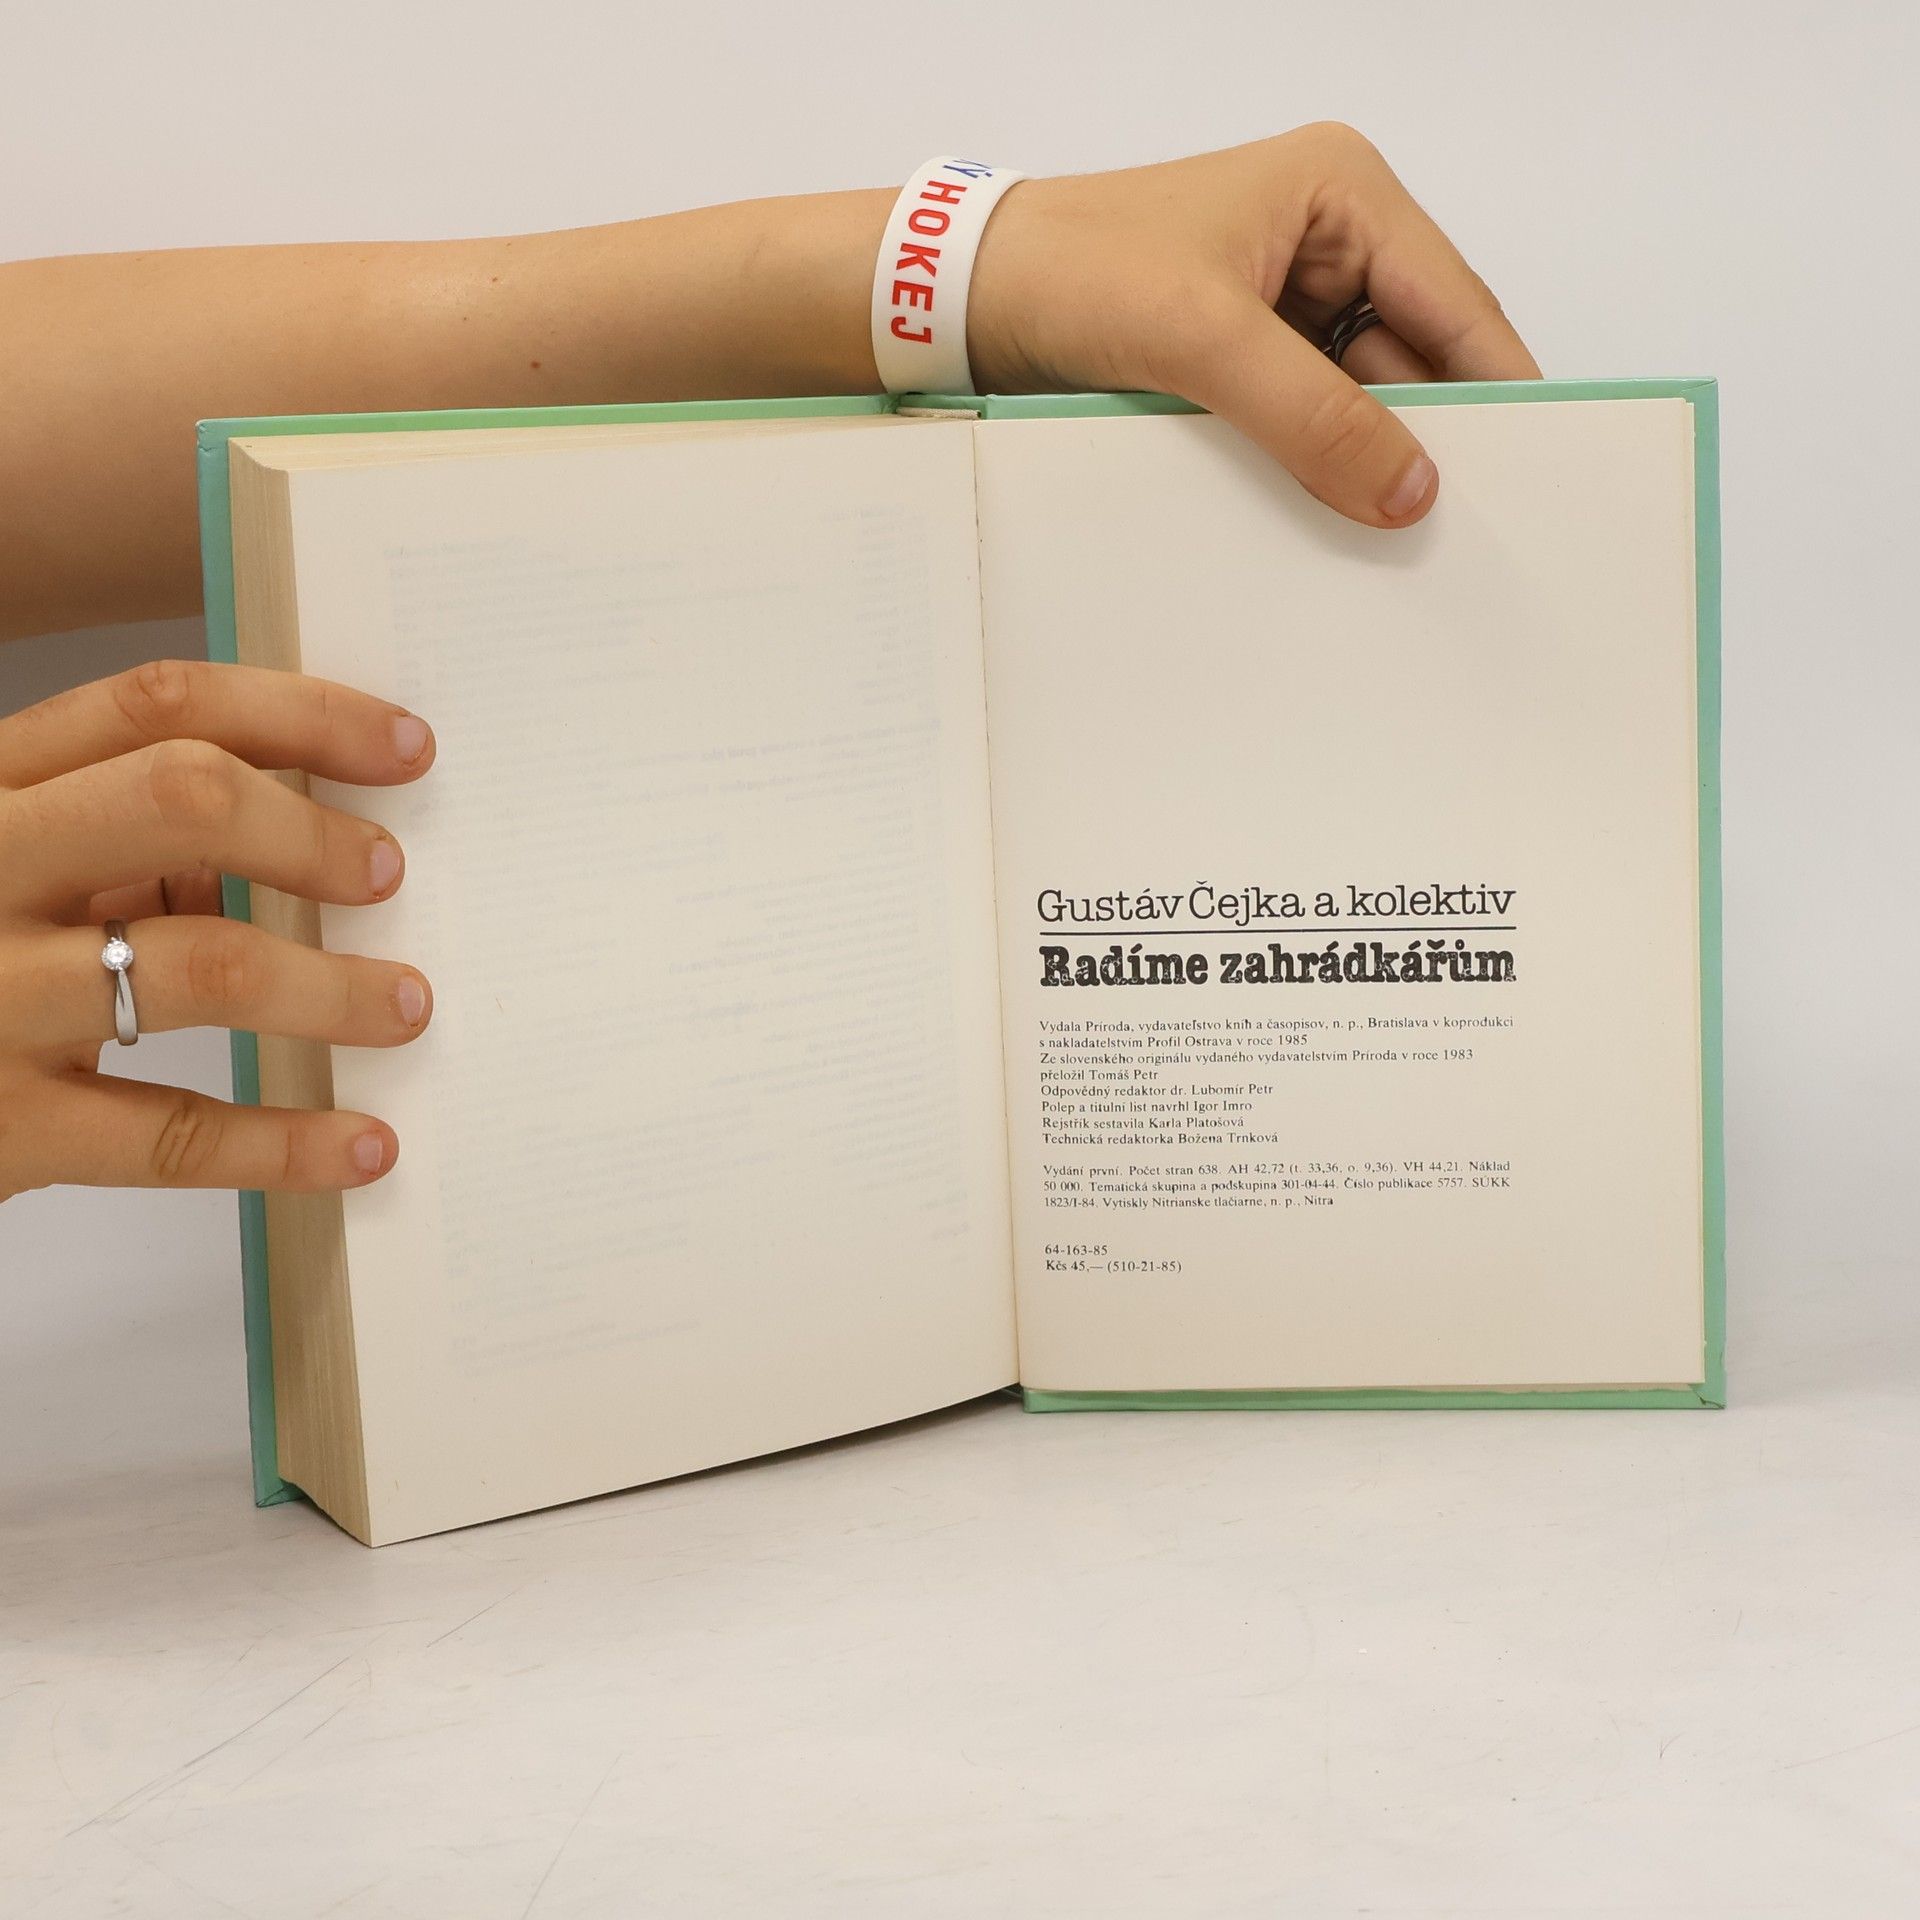 HOKEJ
Gustáv Čejka a kolektiv
Radíme zahrádkářům
Vydala Príroda, vydavateľstvo kníh a časopisov, n. p., Bratislava v koprodukci
s nakladatelstvím Profil Ostrava v roce 1985
Ze slovenského originálu vydaného vydavatelstvím Príroda v roce 1983
přeložil Tomáš Petr
Odpovědný redaktor dr. Lubomír Petr
Polep a titulní list navrhl Igor Imro
Rejstřík sestavila Karla Platošová
Technická redaktorka Božena Trnková
Vydání první. Počet stran 638. AH 42,72 (t. 33,36, o. 9,36). VH 44,21. Náklad
50 000. Tematická skupina a podskupina 301-04-44. Číslo publikace 5757. SÚKK
1823/I-84. Vytiskly Nitrianske tlačiarne, n. p., Nitra
64-163-85
Kčs 45,— (510-21-85)